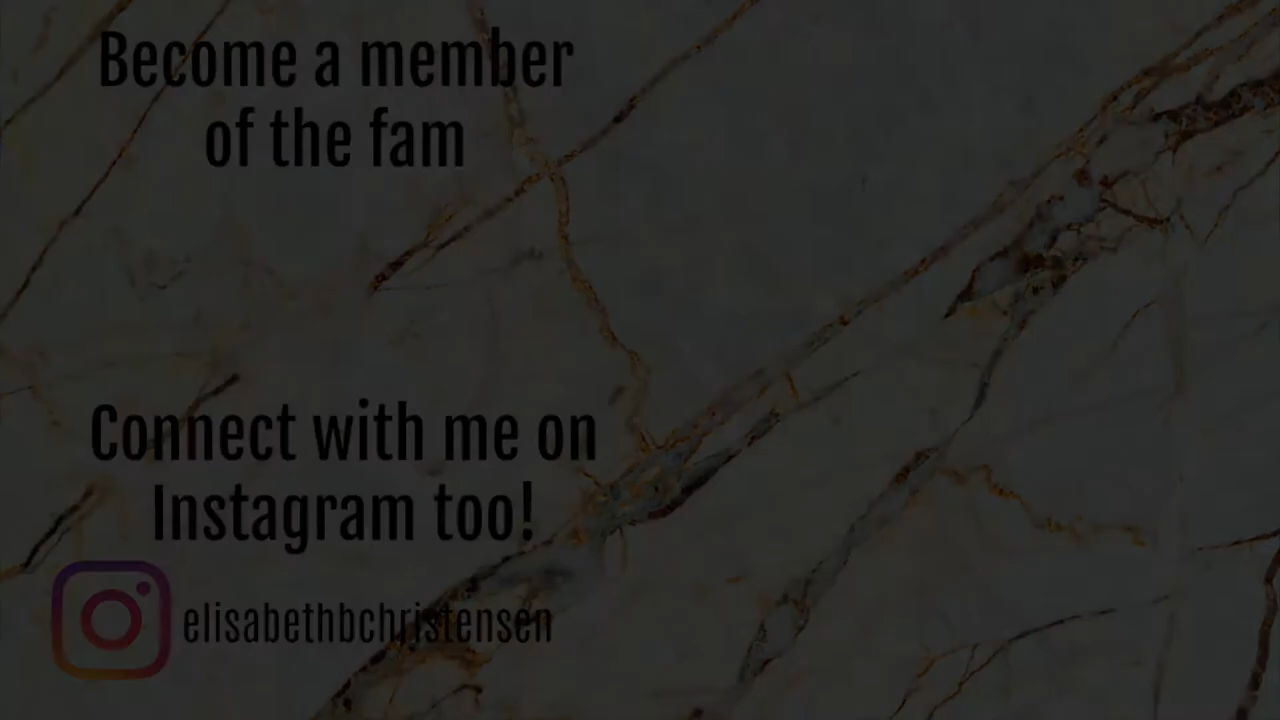 Become a member
of the fam
Connect with me on
Instagram too!
elisabethbchristensen